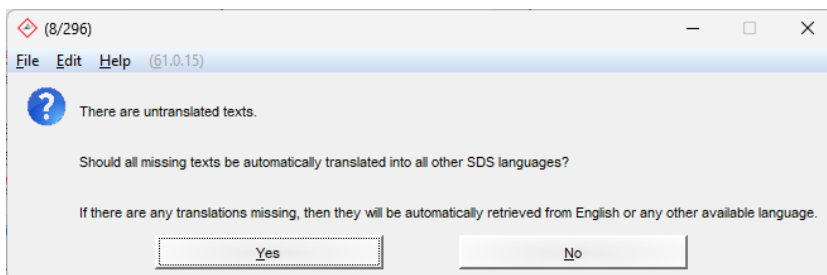 (8/296)
File Edit Help (61.0.15)
There are untranslated texts.
Should all missing texts be automatically translated into all other SDS languages?
If there are any translations missing, then they will be automatically retrieved from English or any other available language.
Yes No